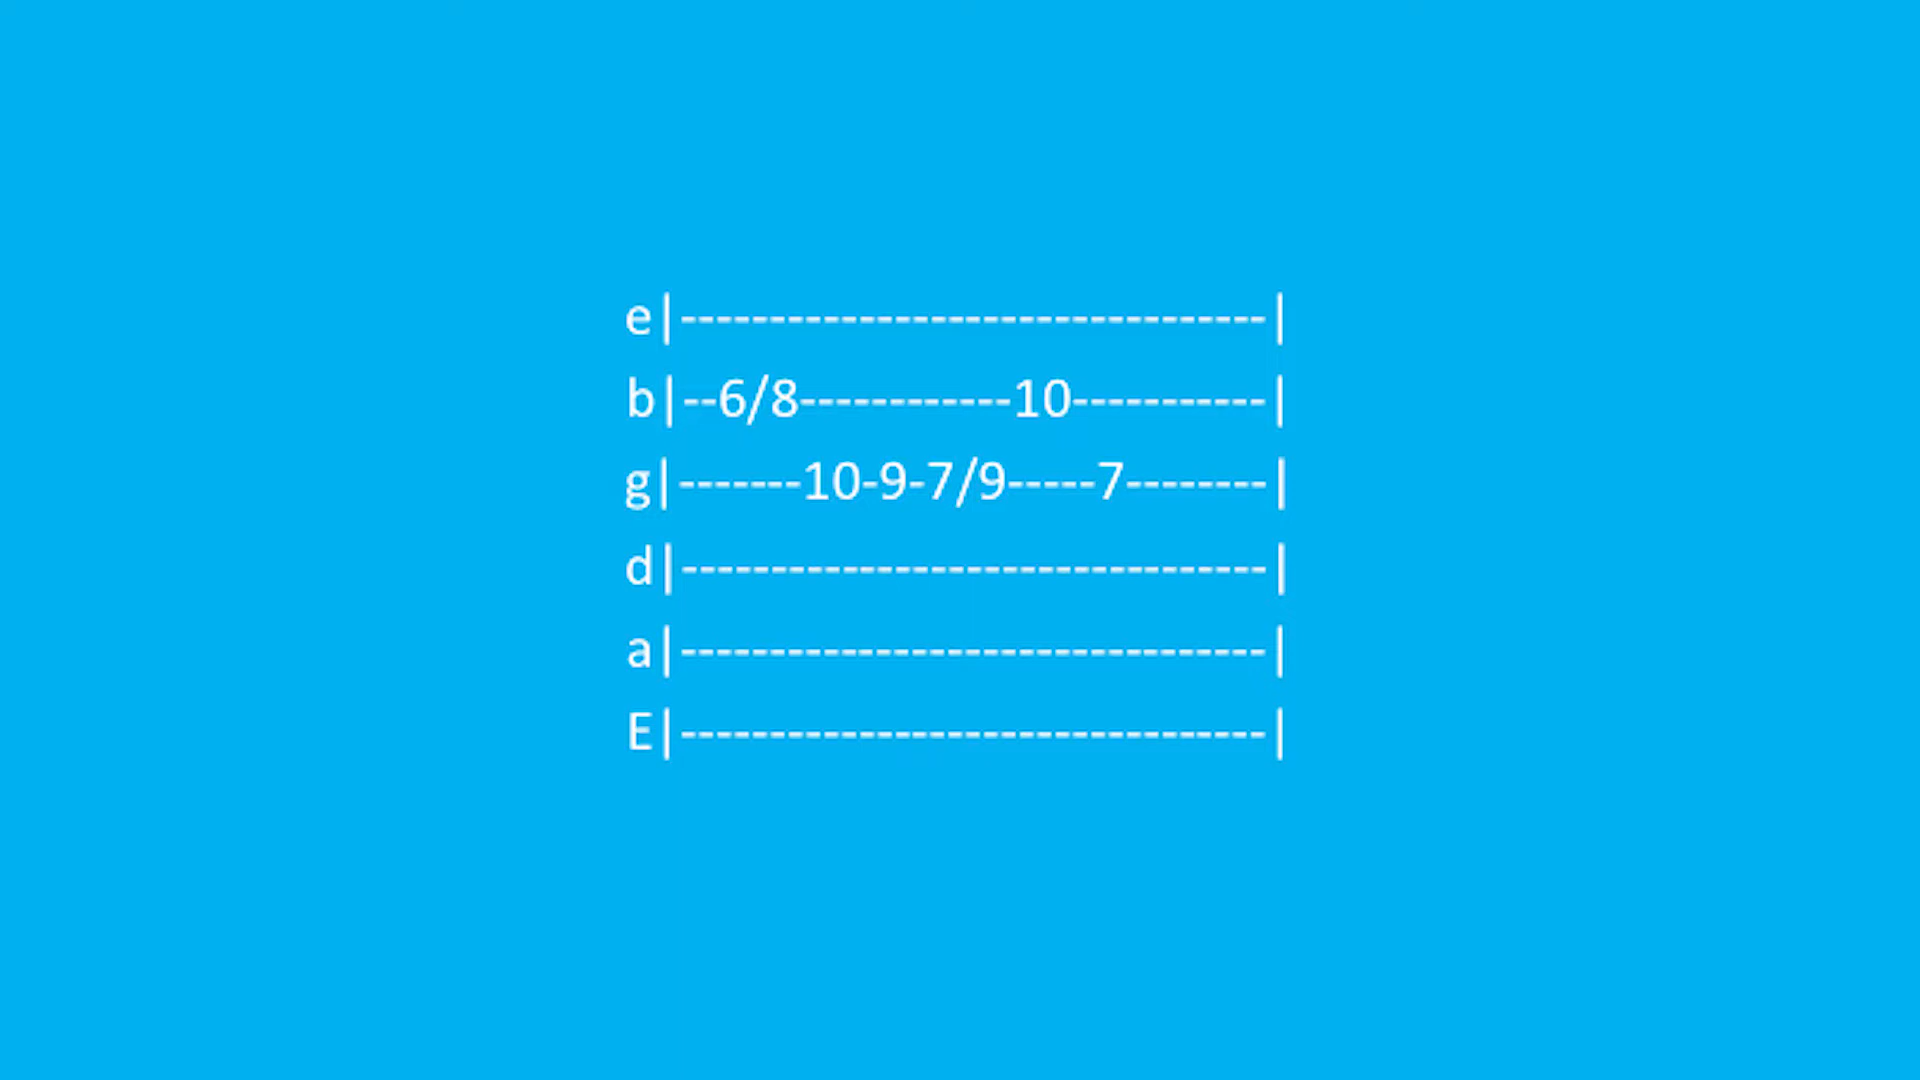 e|---------------------------------|
b|--6/8------------10-----------|
g|-------10-9-7/9-----7--------|
d|---------------------------------|
a|---------------------------------|
E|---------------------------------|